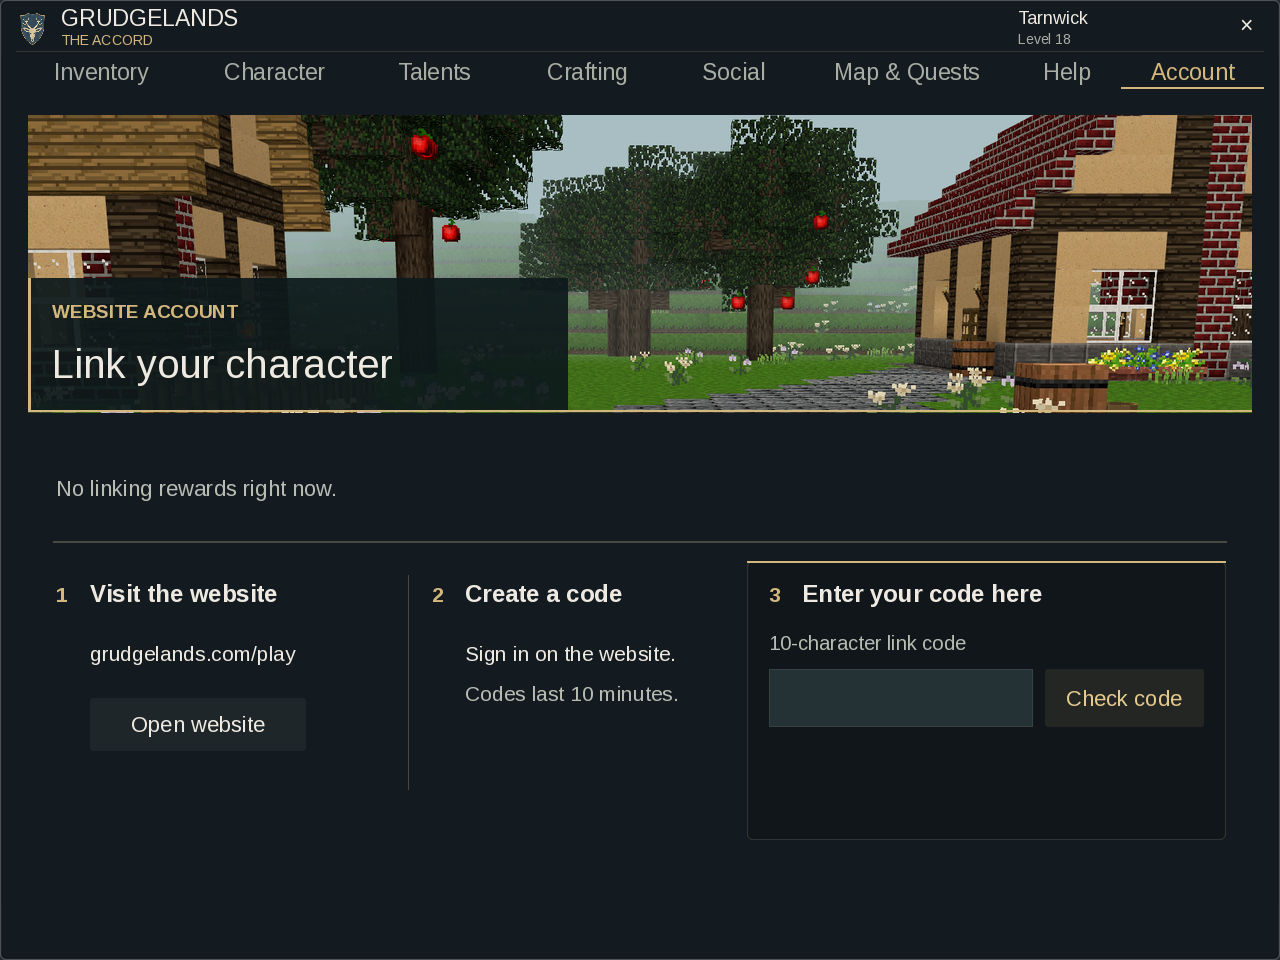 GRUDGELANDS
THE ACCORD
Tarnwick
Level 18
×
Inventory
Character
Talents
Crafting
Social
Map & Quests
Help
Account
WEBSITE ACCOUNT
Link your character
No linking rewards right now.
1 Visit the website
grudgelands.com/play
Open website
2 Create a code
Sign in on the website.
Codes last 10 minutes.
3 Enter your code here
10-character link code
Check code